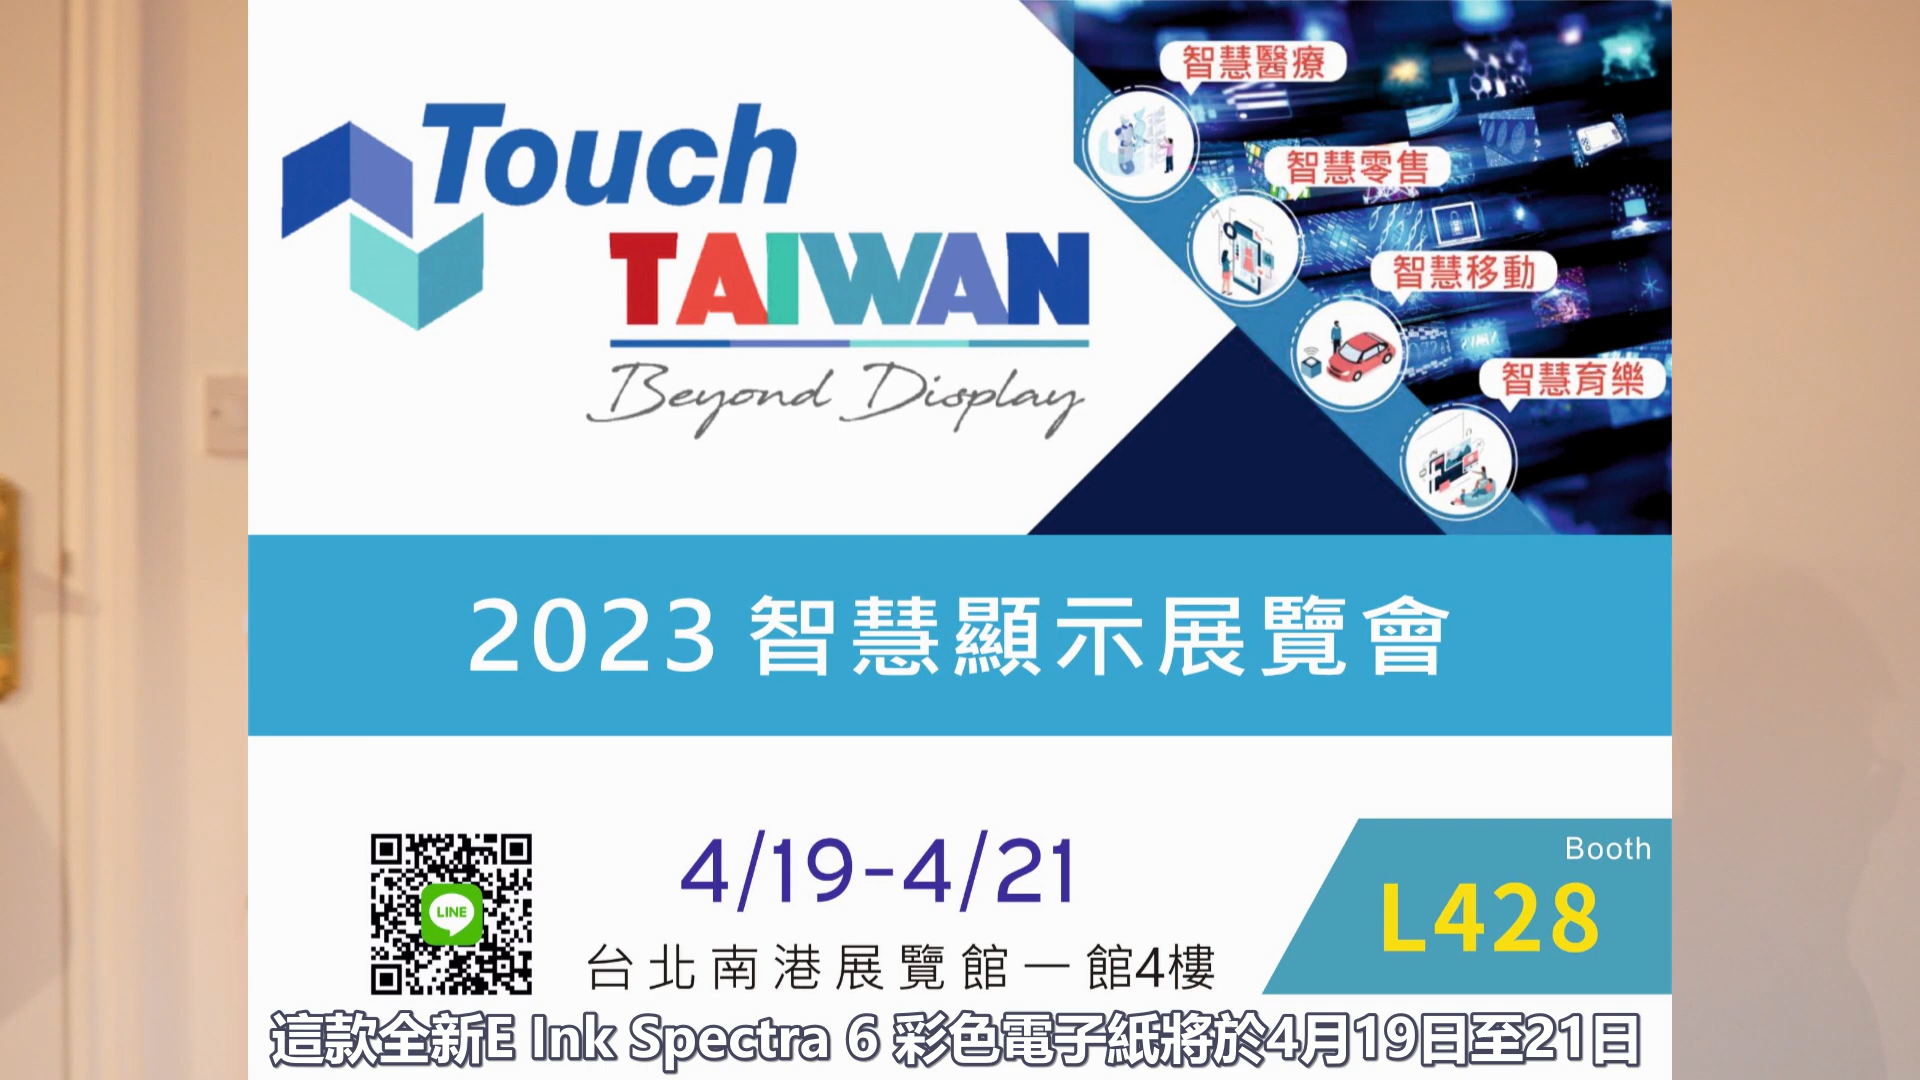 Touch
TAIWAN
Beyond Display
智慧醫療
智慧零售
智慧移動
智慧育樂
2023 智慧顯示展覽會
LINE
4/19-4/21
台北南港展覽館一館4樓
Booth
L428
這款全新E Ink Spectra 6 彩色電子紙將於4月19日至21日